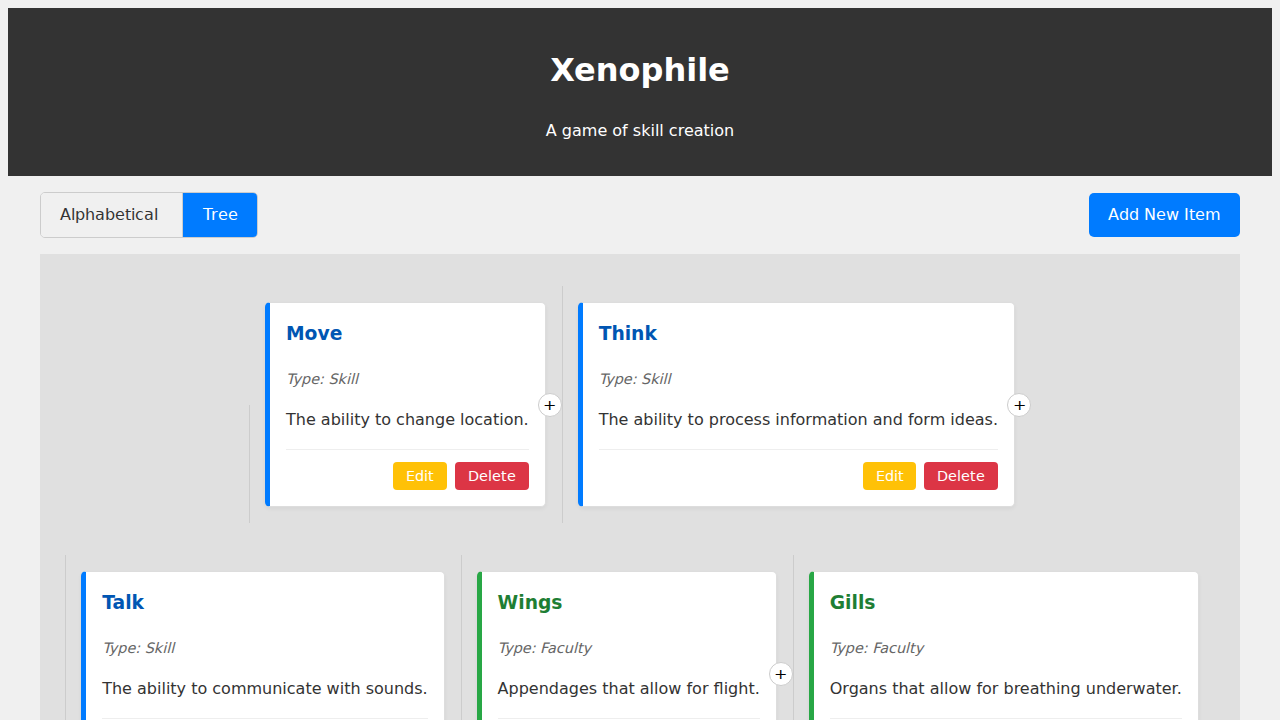 Xenophile
A game of skill creation
Alphabetical Tree Add New Item
Move
Type: Skill
The ability to change location.
Edit Delete
+
Think
Type: Skill
The ability to process information and form ideas.
Edit Delete
+
Talk
Type: Skill
The ability to communicate with sounds.
Wings
Type: Faculty
Appendages that allow for flight.
+
Gills
Type: Faculty
Organs that allow for breathing underwater.